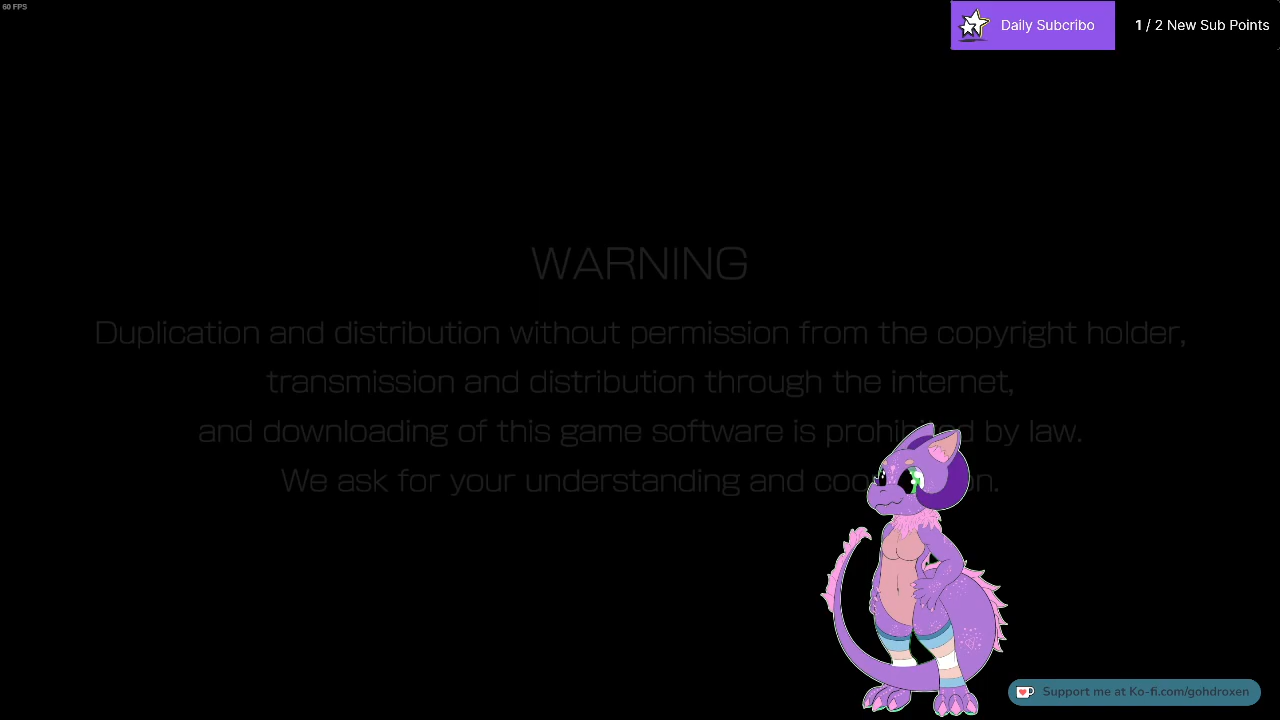 60 FPS
Daily Subcribo
1 / 2 New Sub Points
WARNING
Duplication and distribution without permission from the copyright holder,
transmission and distribution through the internet,
and downloading of this game software is prohibited by law.
We ask for your understanding and
Support me at Ko-fi.com/gohdroxen